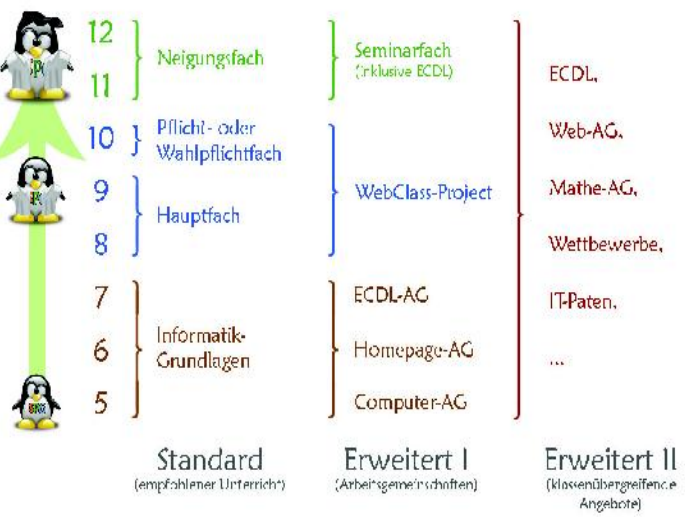 12
11
10
9
8
7
6
5
Neigungsfach
Pflicht- oder
Wahlpflichtfach
Hauptfach
Informatik-
Grundlagen
Standard
(empfohlener Unterricht)
Seminarfach
(inklusive ECDL)
WebClass-Project
ECDL-AG
Homepage-AG
Computer-AG
Erweitert I
(Arbeitsgemeinschaften)
ECDL,
Web-AG,
Mathe-AG,
Wettbewerbe,
IT-Paten,
...
Erweitert II
(klassenübergreifende
Angebote)